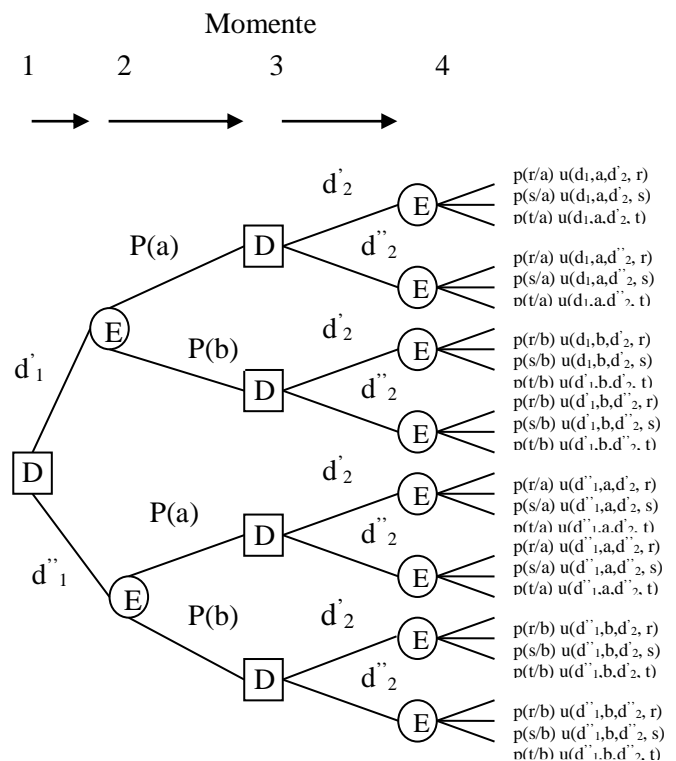 Momente
1 2 3 4
d'2
E
p(r/a) u(d1,a,d'2, r)
p(s/a) u(d1,a,d'2, s)
p(t/a) u(d1,a,d'2, t)
P(a)
D
d''2
E
p(r/a) u(d1,a,d''2, r)
p(s/a) u(d1,a,d''2, s)
p(t/a) u(d1,a,d''2, t)
E
d'1
P(b)
D
d'2
E
p(r/b) u(d1,b,d'2, r)
p(s/b) u(d1,b,d'2, s)
p(t/b) u(d'1,b,d'2, t)
d''2
E
p(r/b) u(d'1,b,d''2, r)
p(s/b) u(d'1,b,d''2, s)
p(t/b) u(d'1,b,d''2, t)
D
d''1
P(a)
D
d'2
E
p(r/a) u(d''1,a,d'2, r)
p(s/a) u(d''1,a,d'2, s)
p(t/a) u(d''1,a,d'2, t)
d''2
E
p(r/a) u(d''1,a,d''2, r)
p(s/a) u(d''1,a,d''2, s)
p(t/a) u(d''1,a,d''2, t)
E
P(b)
D
d'2
E
p(r/b) u(d''1,b,d'2, r)
p(s/b) u(d''1,b,d'2, s)
p(t/b) u(d''1,b,d'2, t)
d''2
E
p(r/b) u(d''1,b,d''2, r)
p(s/b) u(d''1,b,d''2, s)
p(t/b) u(d''1,b,d''2, t)